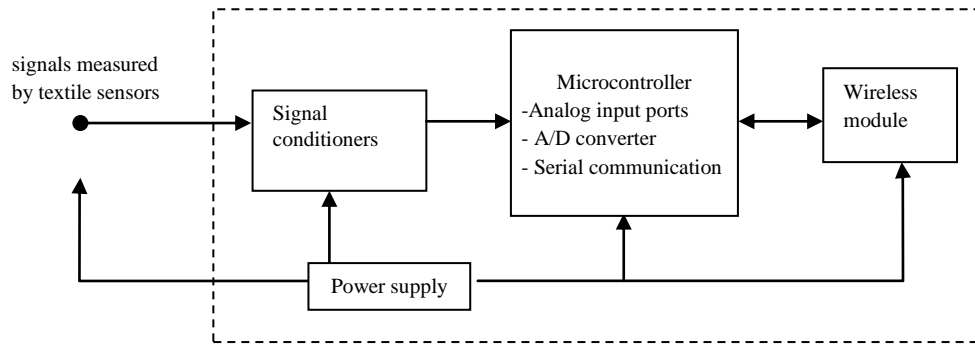 signals measured
by textile sensors
Signal
conditioners
Microcontroller
-Analog input ports
- A/D converter
- Serial communication
Wireless
module
Power supply